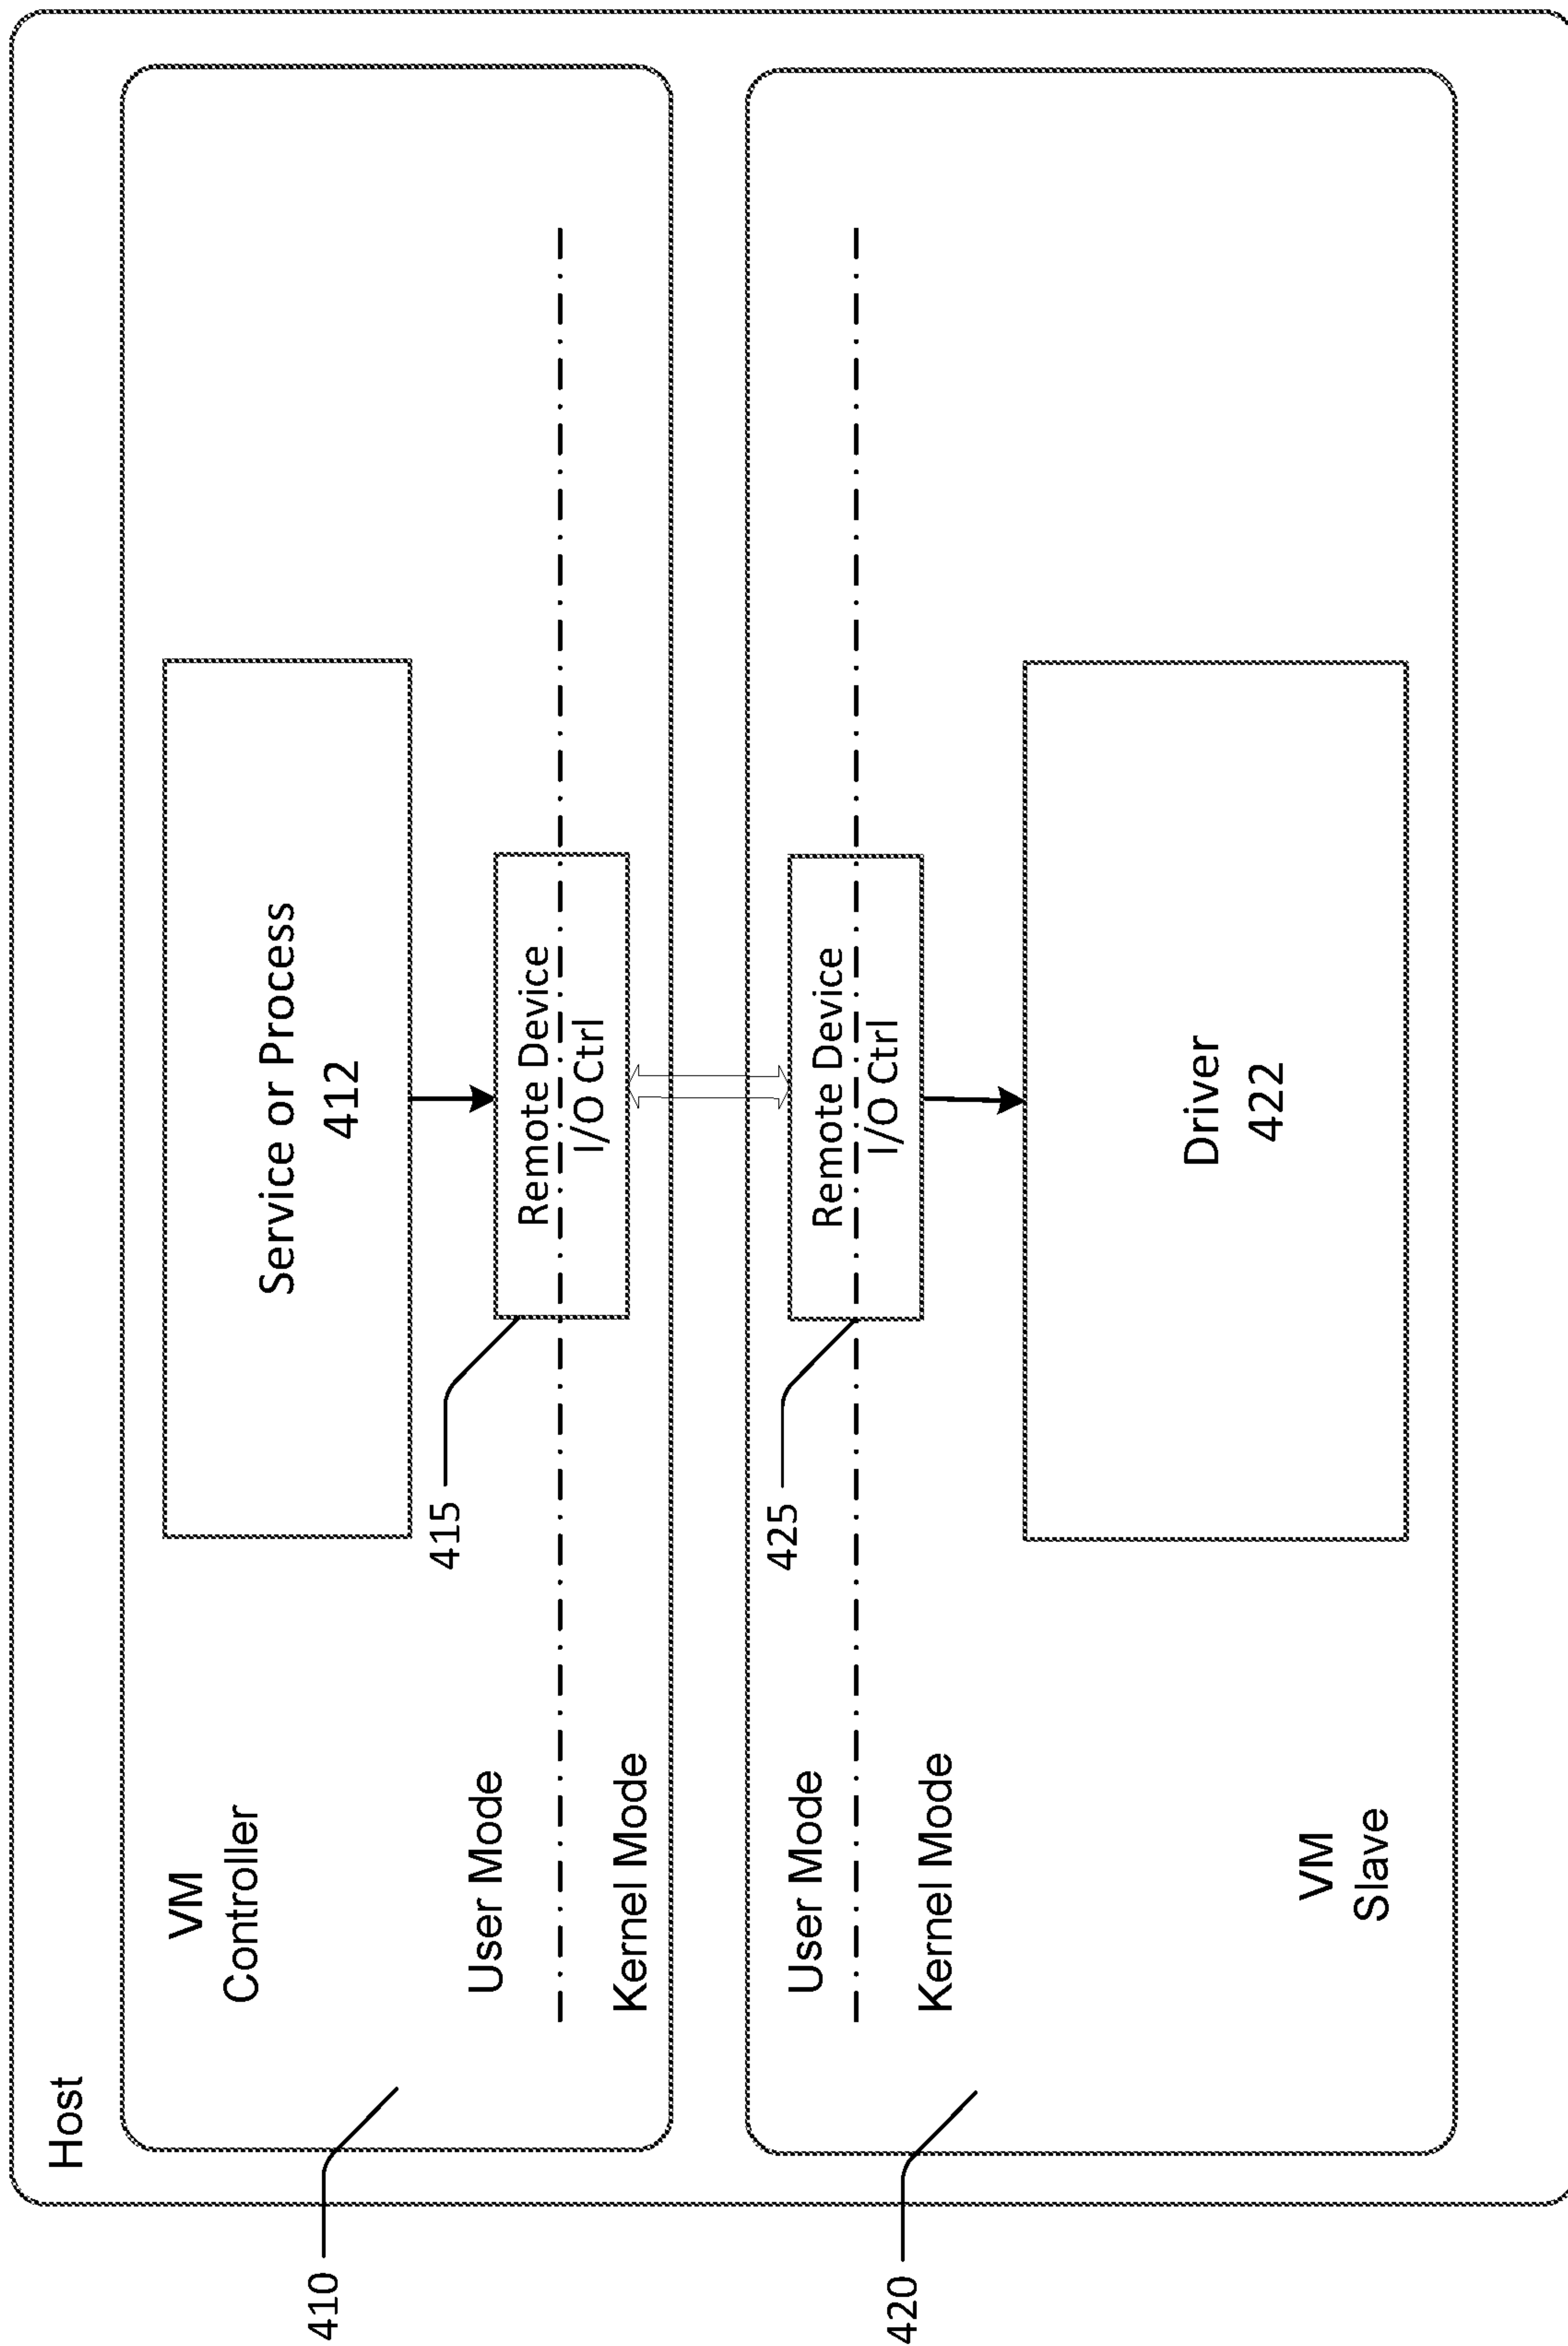 Host
410
VM
Controller
Service or Process
412
415
User Mode
Remote Device
I/O Ctrl
Kernel Mode
420
User Mode
425
Remote Device
I/O Ctrl
Kernel Mode
Driver
422
VM
Slave